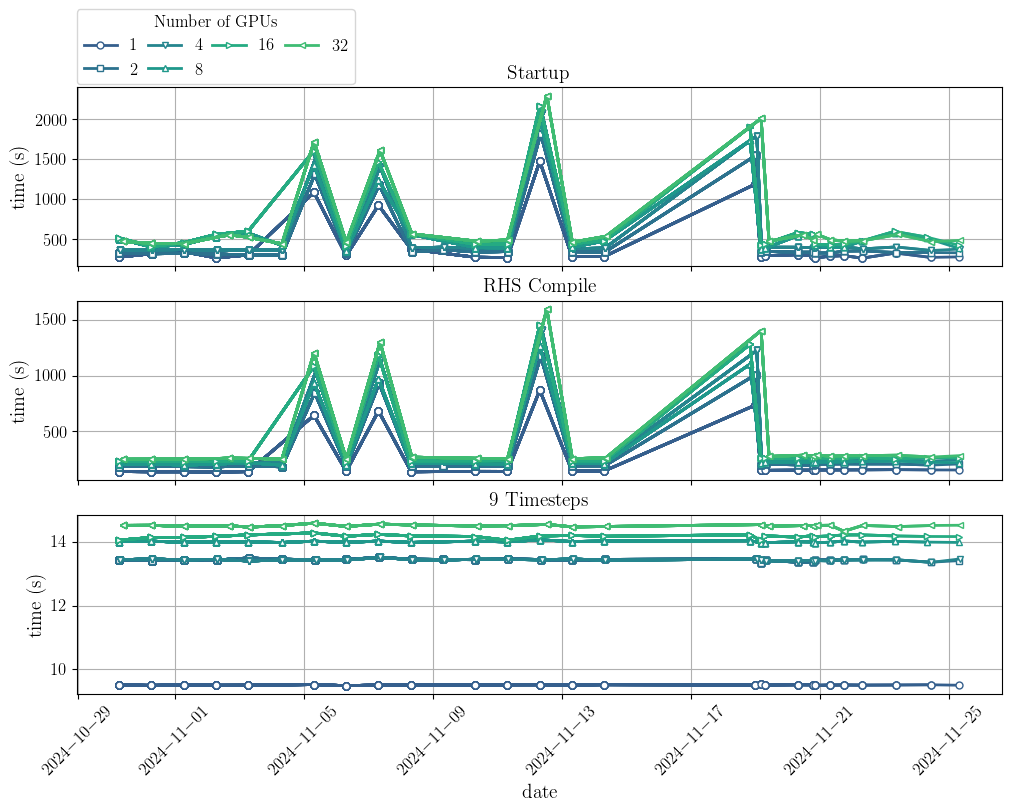 Number of GPUs
1 4 16 32
2 8
Startup
time (s)
2000
1500
1000
500
RHS Compile
time (s)
1500
1000
500
9 Timesteps
time (s)
14
12
10
2024−10−29
2024−11−01
2024−11−05
2024−11−09
2024−11−13
2024−11−17
2024−11−21
2024−11−25
date